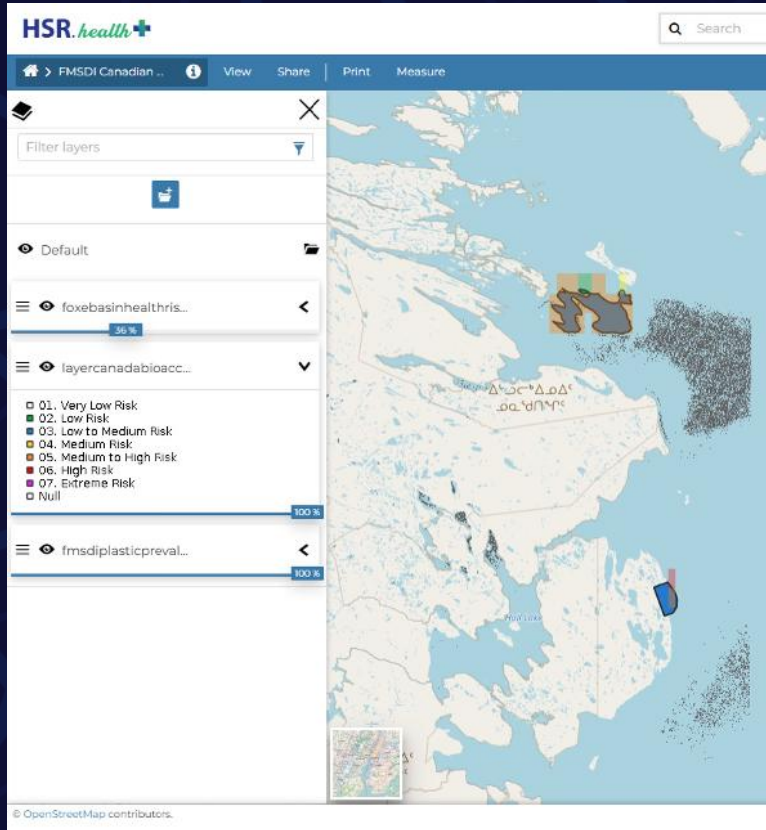 HSR.health
Search
FMSDI Canadian ..
View
Share
Print
Measure
Filter layers
Default
foxebasinhealthris...
36 %
layercanadabioacc...
01. Very Low Risk
02. Low Risk
03. Low to Medium Risk
04. Medium Risk
05. Medium to High Risk
06. High Risk
07. Extreme Risk
Null
100 %
fmsdiplasticpreval...
100 %
Hall Lake
© OpenStreetMap contributors.